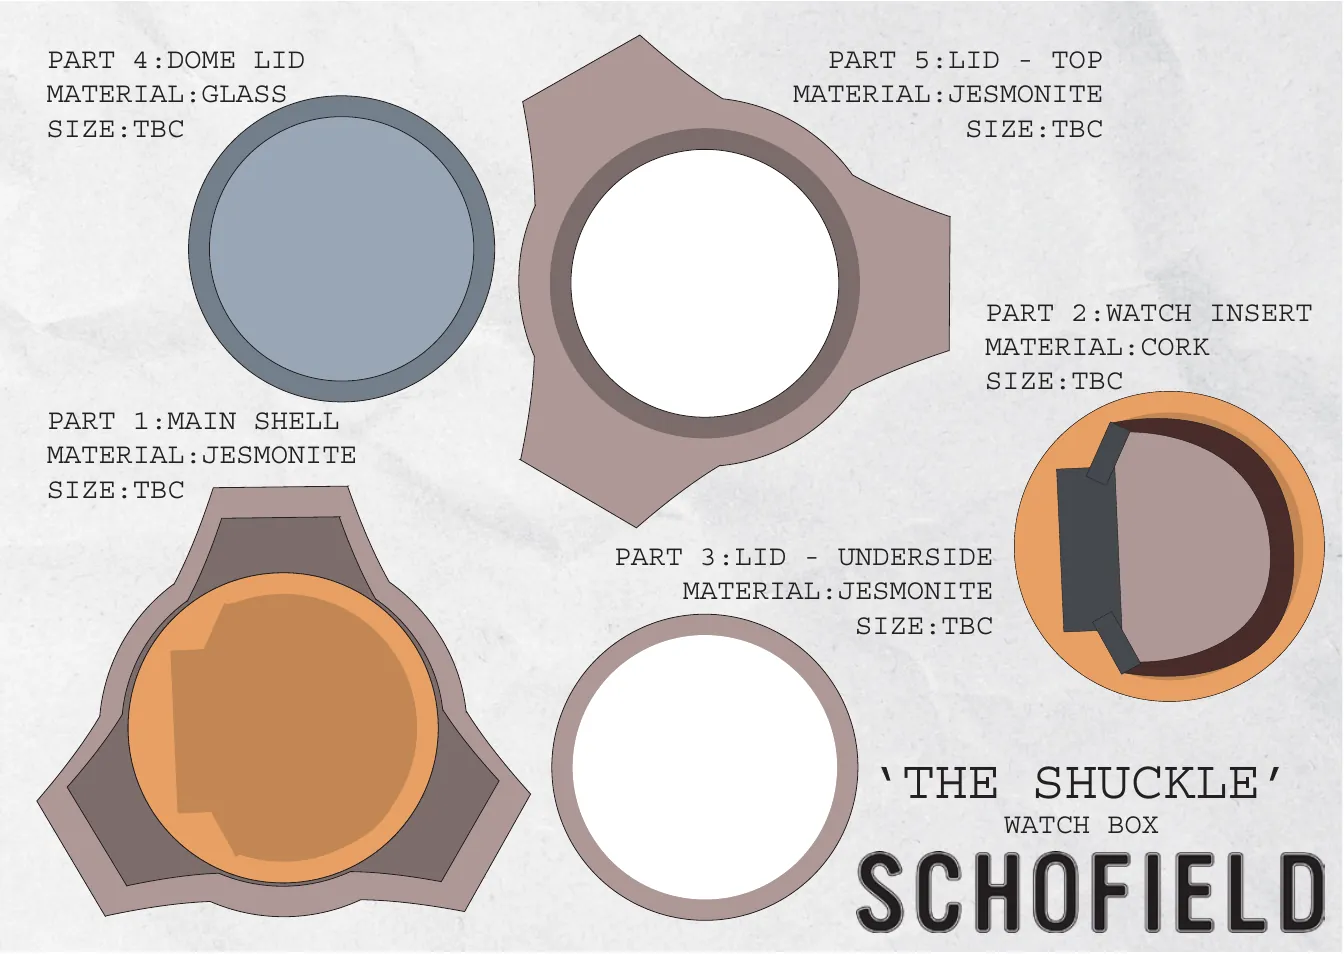 PART 4:DOME LID
MATERIAL:GLASS
SIZE:TBC
PART 5:LID - TOP
MATERIAL:JESMONITE
SIZE:TBC
PART 2:WATCH INSERT
MATERIAL:CORK
SIZE:TBC
PART 1:MAIN SHELL
MATERIAL:JESMONITE
SIZE:TBC
PART 3:LID - UNDERSIDE
MATERIAL:JESMONITE
SIZE:TBC
‘THE SHUCKLE’
WATCH BOX
SCHOFIELD